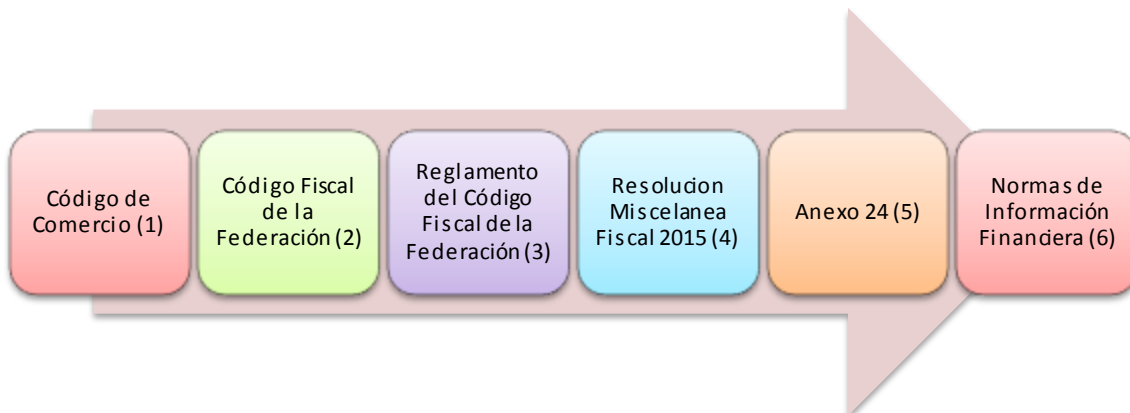 Código de
Comercio (1)
Código Fiscal
de la
Federación (2)
Reglamento
del Código
Fiscal de la
Federación (3)
Resolucion
Miscelanea
Fiscal 2015 (4)
Anexo 24 (5)
Normas de
Información
Financiera (6)